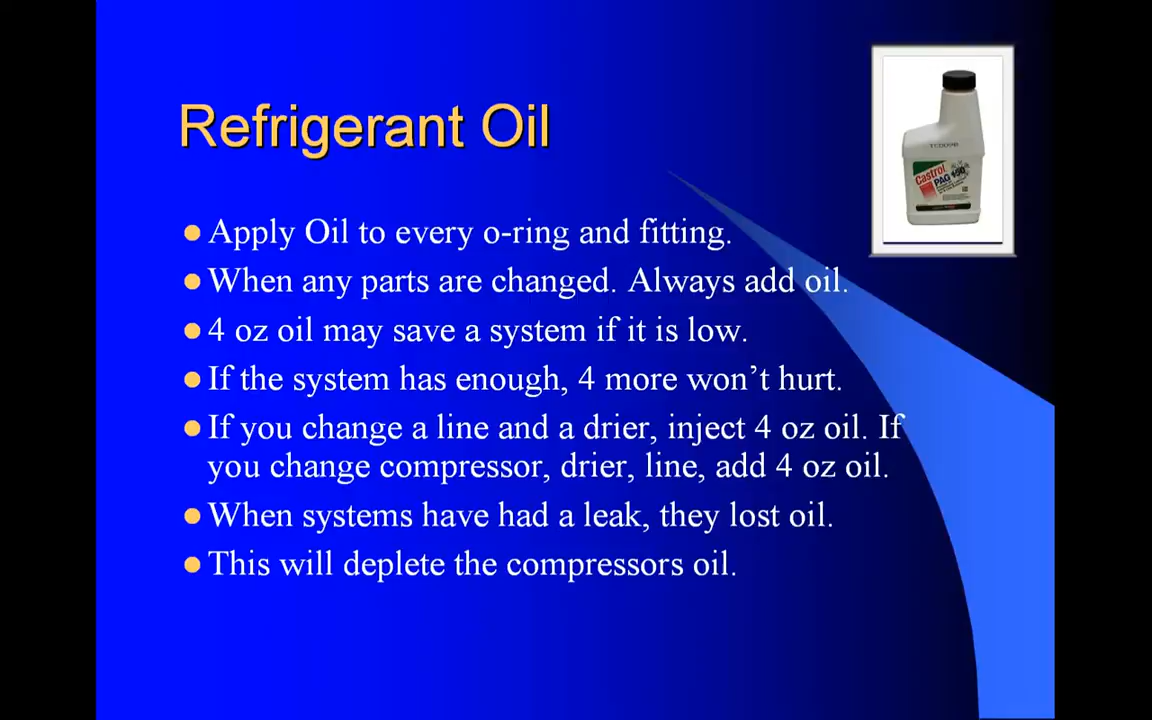 Refrigerant Oil
Apply Oil to every o-ring and fitting.
When any parts are changed. Always add oil.
4 oz oil may save a system if it is low.
If the system has enough, 4 more won't hurt.
If you change a line and a drier, inject 4 oz oil. If
you change compressor, drier, line, add 4 oz oil.
When systems have had a leak, they lost oil.
This will deplete the compressors oil.
Castrol
PAG 150